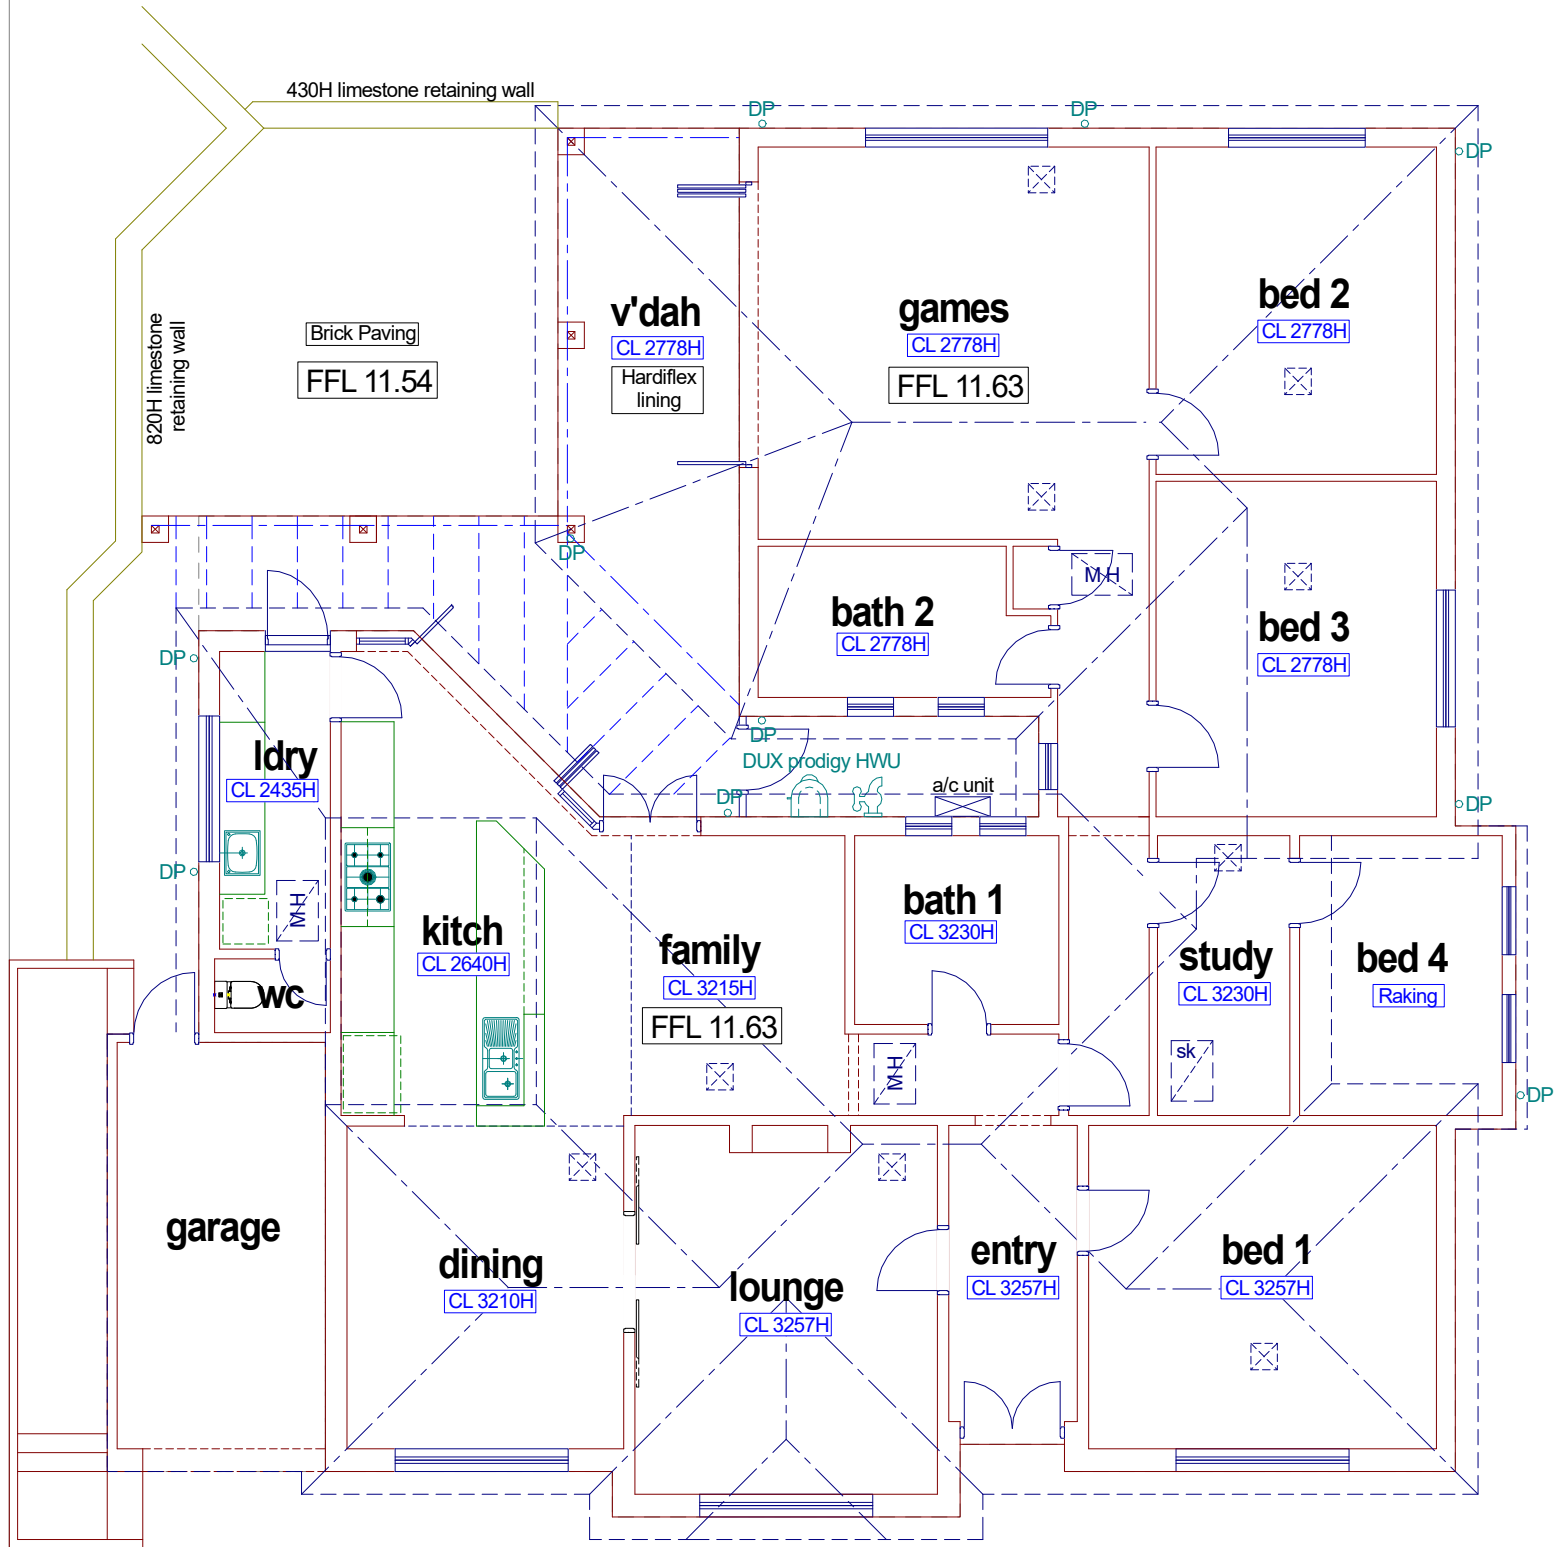 430H limestone retaining wall
DP
DP
DP
v'dah
CL 2778H
Hardiflex
lining
games
CL 2778H
FFL 11.63
bed 2
CL 2778H
Brick Paving
FFL 11.54
820H limestone
retaining wall
DP
M H
bath 2
CL 2778H
bed 3
CL 2778H
DP
DP
DUX prodigy HWU
a/c unit
DP
DP
ldry
CL 2435H
DP
M H
wc
kitch
CL 2640H
family
CL 3215H
FFL 11.63
bath 1
CL 3230H
M H
study
CL 3230H
sk
bed 4
Raking
DP
garage
dining
CL 3210H
lounge
CL 3257H
entry
CL 3257H
bed 1
CL 3257H